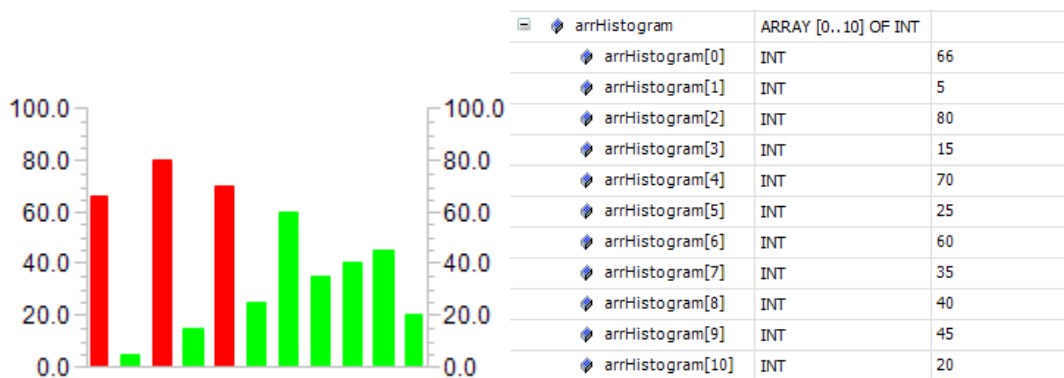 100.0
80.0
60.0
40.0
20.0
0.0
100.0
80.0
60.0
40.0
20.0
0.0
arrHistogram ARRAY [0..10] OF INT
arrHistogram[0] INT 66
arrHistogram[1] INT 5
arrHistogram[2] INT 80
arrHistogram[3] INT 15
arrHistogram[4] INT 70
arrHistogram[5] INT 25
arrHistogram[6] INT 60
arrHistogram[7] INT 35
arrHistogram[8] INT 40
arrHistogram[9] INT 45
arrHistogram[10] INT 20